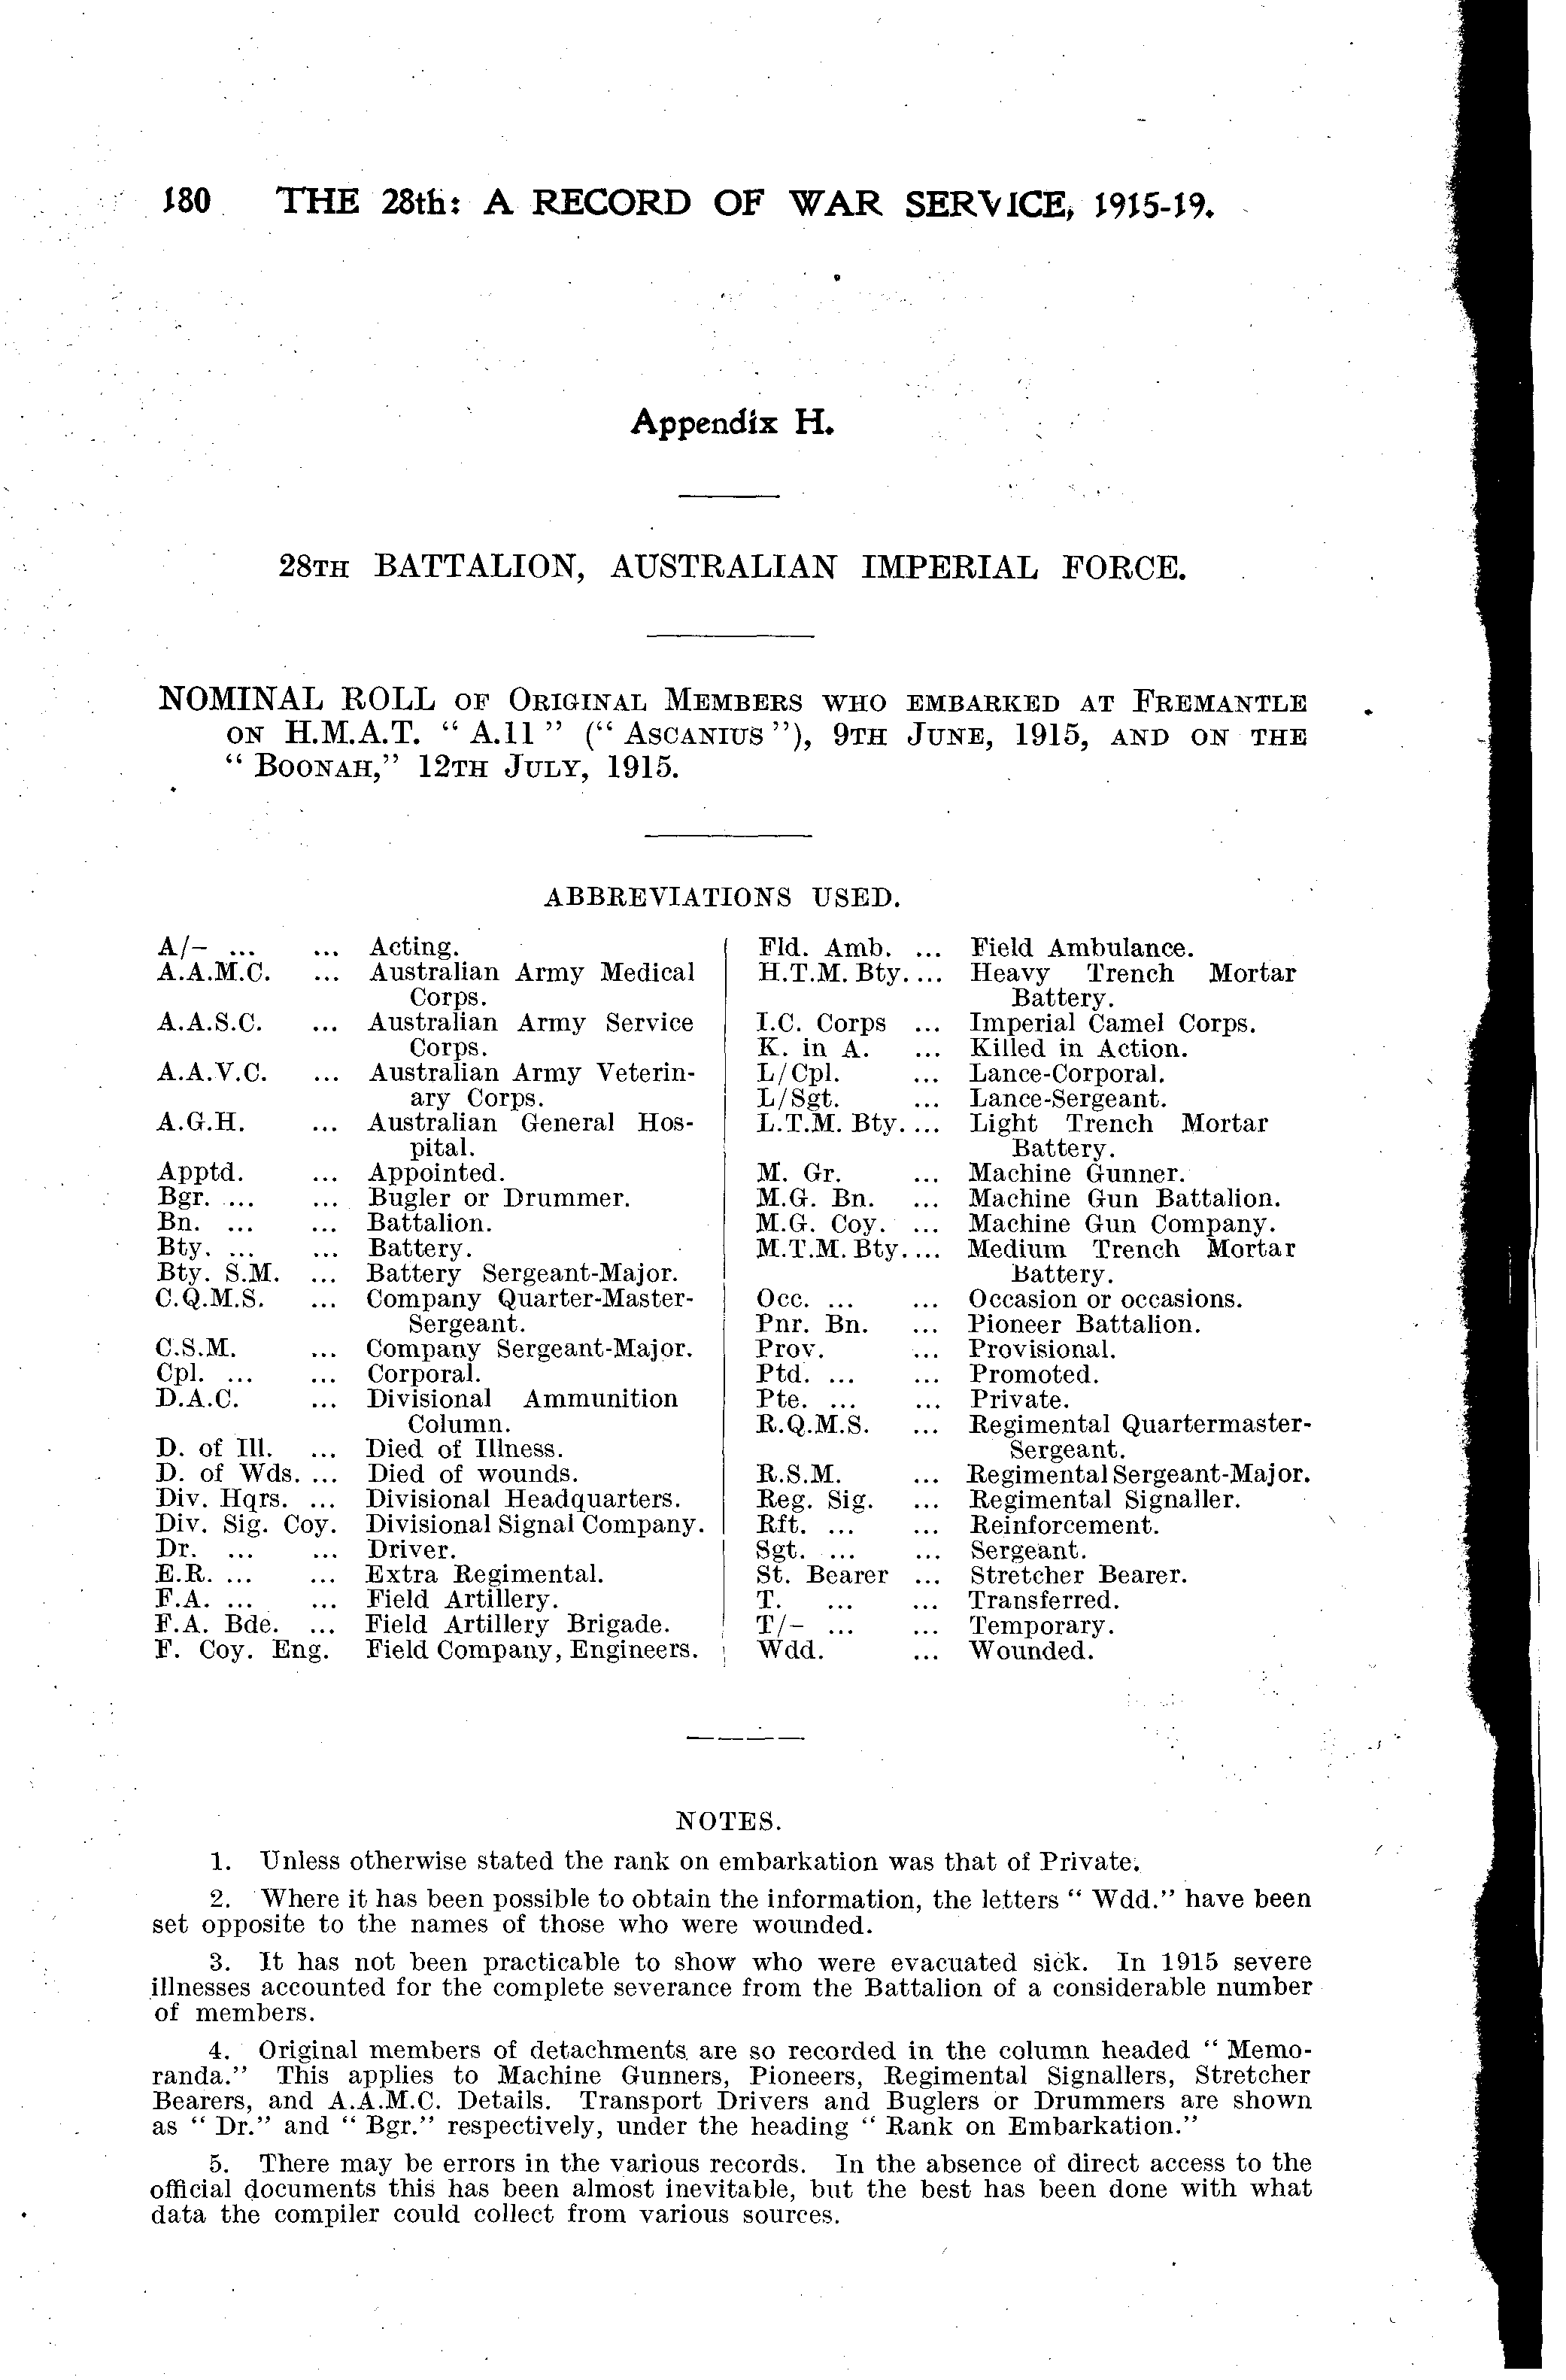 180 THE 28th: A RECORD OF WAR SERVICE, 1915-19.
Appendix H.
28TH BATTALION, AUSTRALIAN IMPERIAL FORCE.
NOMINAL ROLL OF ORIGINAL MEMBERS WHO EMBARKED AT FREMANTLE
ON H.M.A.T. “ A.11 ” (“ ASCANIUS ”), 9TH JUNE, 1915, AND ON THE
“ BOONAH,” 12TH JULY, 1915.
ABBREVIATIONS USED.
A/– ... ... Acting.
A.A.M.C. ... Australian Army Medical
Corps.
A.A.S.C. ... Australian Army Service
Corps.
A.A.V.C. ... Australian Army Veterin-
ary Corps.
A.G.H. ... Australian General Hos-
pital.
Apptd. ... Appointed.
Bgr. ... ... Bugler or Drummer.
Bn. ... ... Battalion.
Bty. ... ... Battery.
Bty. S.M. ... Battery Sergeant-Major.
C.Q.M.S. ... Company Quarter-Master-
Sergeant.
C.S.M. ... Company Sergeant-Major.
Cpl. ... ... Corporal.
D.A.C. ... Divisional Ammunition
Column.
D. of Ill. ... Died of Illness.
D. of Wds. ... Died of wounds.
Div. Hqrs. ... Divisional Headquarters.
Div. Sig. Coy. Divisional Signal Company.
Dr. ... ... Driver.
E.R. ... ... Extra Regimental.
F.A. ... ... Field Artillery.
F.A. Bde. ... Field Artillery Brigade.
F. Coy. Eng. Field Company, Engineers.
Fld. Amb. ... Field Ambulance.
H.T.M. Bty. ... Heavy Trench Mortar
Battery.
I.C. Corps ... Imperial Camel Corps.
K. in A. ... Killed in Action.
L/Cpl. ... Lance-Corporal.
L/Sgt. ... Lance-Sergeant.
L.T.M. Bty. ... Light Trench Mortar
Battery.
M. Gr. ... Machine Gunner.
M.G. Bn. ... Machine Gun Battalion.
M.G. Coy. ... Machine Gun Company.
M.T.M. Bty. ... Medium Trench Mortar
Battery.
Occ. ... ... Occasion or occasions.
Pnr. Bn. ... Pioneer Battalion.
Prov. ... Provisional.
Ptd. ... ... Promoted.
Pte. ... ... Private.
R.Q.M.S. ... Regimental Quartermaster-
Sergeant.
R.S.M. ... Regimental Sergeant-Major.
Reg. Sig. ... Regimental Signaller.
Rft. ... ... Reinforcement.
Sgt. ... ... Sergeant.
St. Bearer ... Stretcher Bearer.
T. ... ... Transferred.
T/– ... ... Temporary.
Wdd. ... Wounded.
NOTES.
1. Unless otherwise stated the rank on embarkation was that of Private.
2. Where it has been possible to obtain the information, the letters “ Wdd.” have been
set opposite to the names of those who were wounded.
3. It has not been practicable to show who were evacuated sick. In 1915 severe
illnesses accounted for the complete severance from the Battalion of a considerable number
of members.
4. Original members of detachments are so recorded in the column headed “ Memo-
randa.” This applies to Machine Gunners, Pioneers, Regimental Signallers, Stretcher
Bearers, and A.A.M.C. Details. Transport Drivers and Buglers or Drummers are shown
as “ Dr.” and “ Bgr.” respectively, under the heading “ Rank on Embarkation.”
5. There may be errors in the various records. In the absence of direct access to the
official documents this has been almost inevitable, but the best has been done with what
data the compiler could collect from various sources.